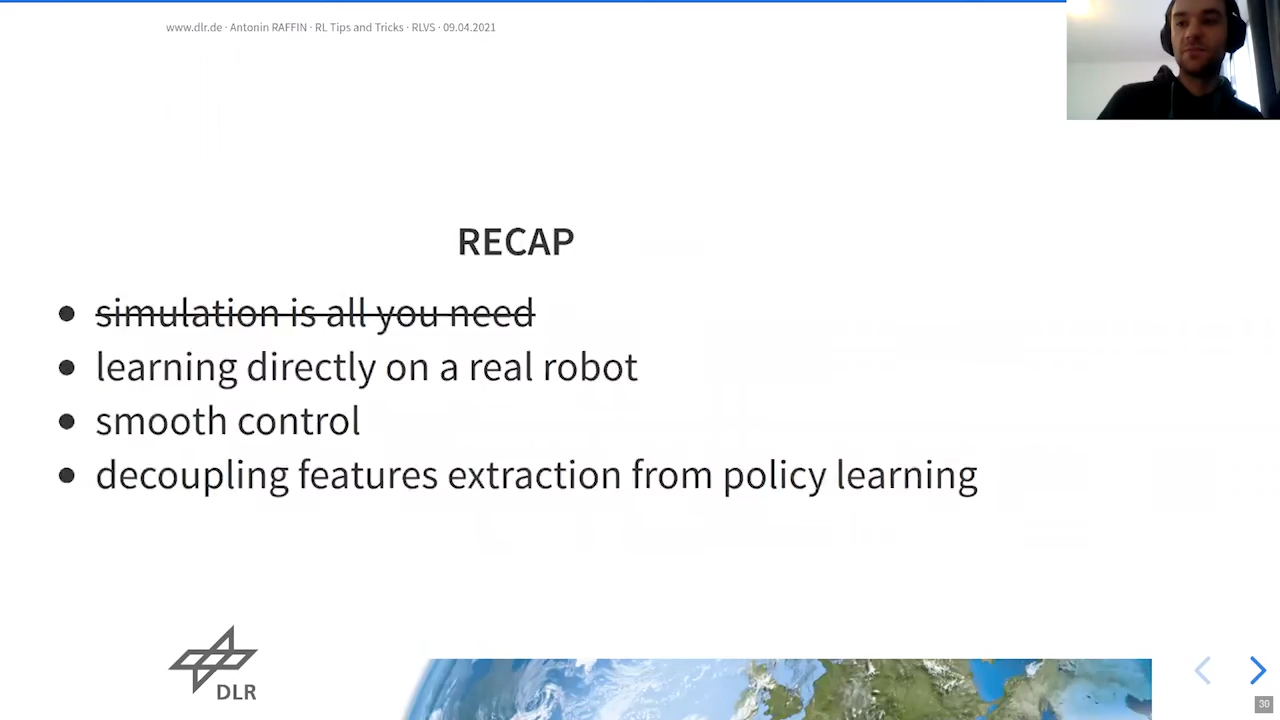 www.dlr.de · Antonin RAFFIN · RL Tips and Tricks · RLVS · 09.04.2021
RECAP
simulation is all you need
learning directly on a real robot
smooth control
decoupling features extraction from policy learning
DLR
30